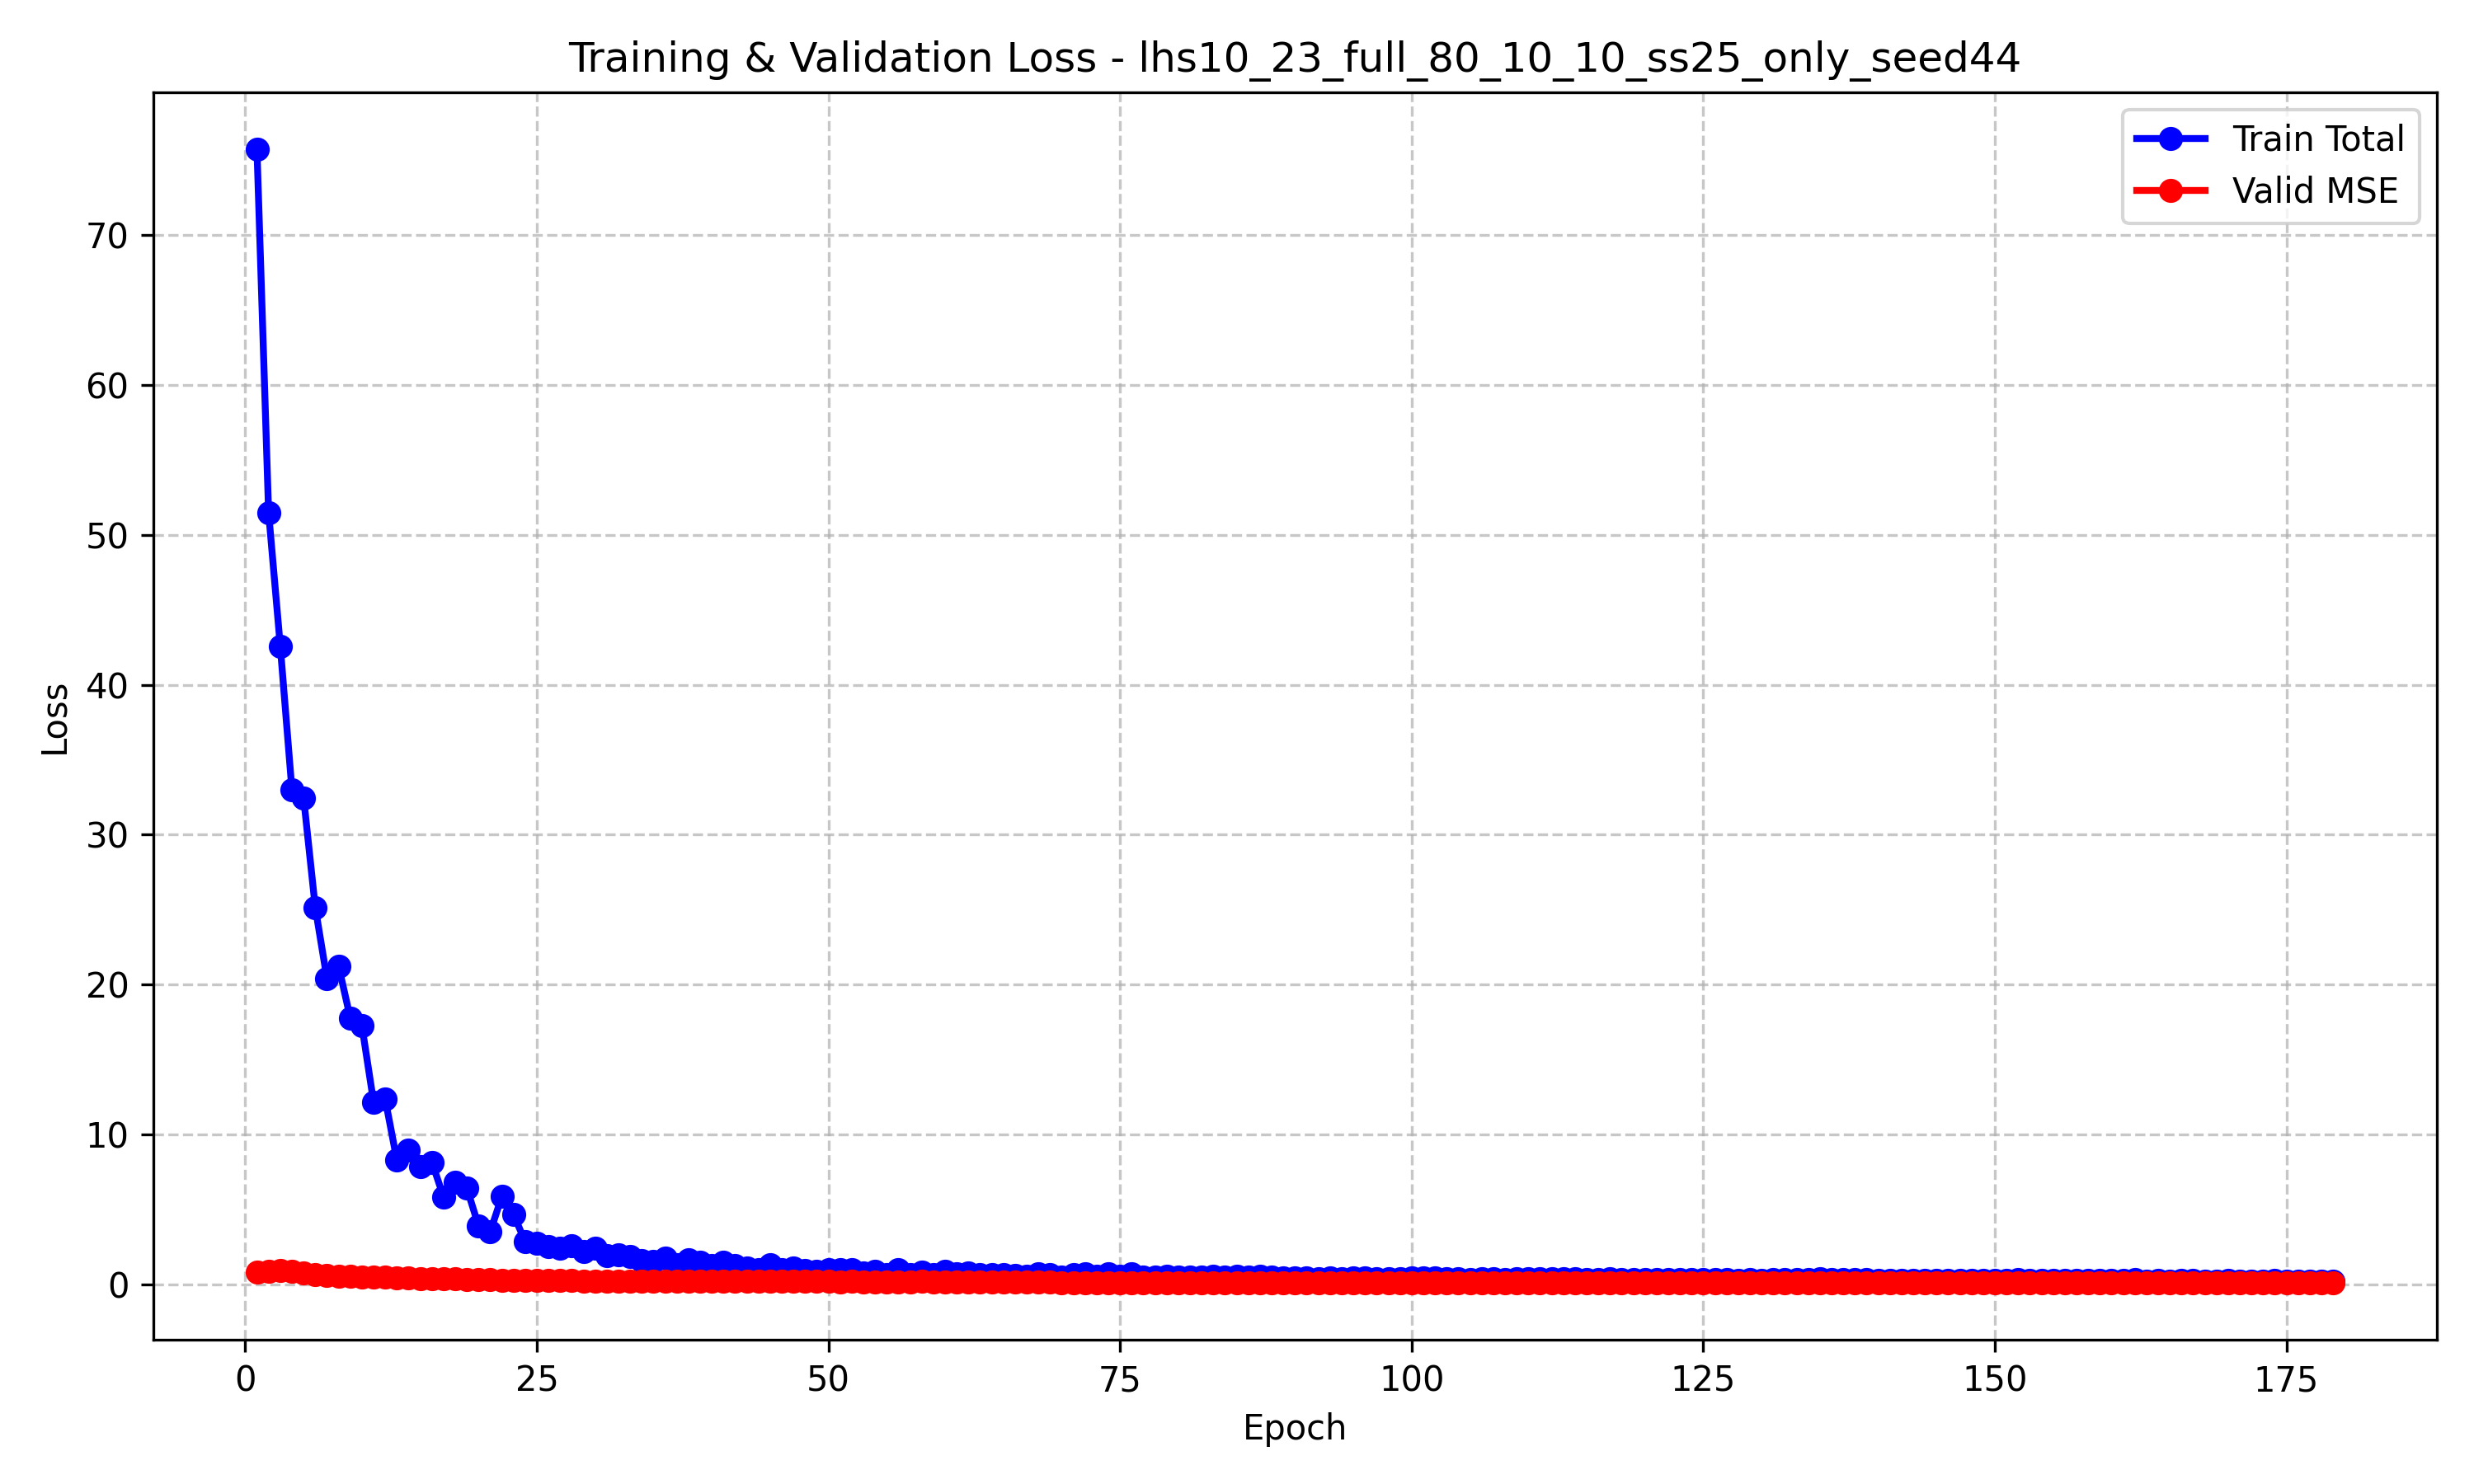 Training & Validation Loss - lhs10_23_full_80_10_10_ss25_only_seed44
Train Total
Valid MSE
70
60
50
40
30
20
10
0
Loss
0 25 50 75 100 125 150 175
Epoch